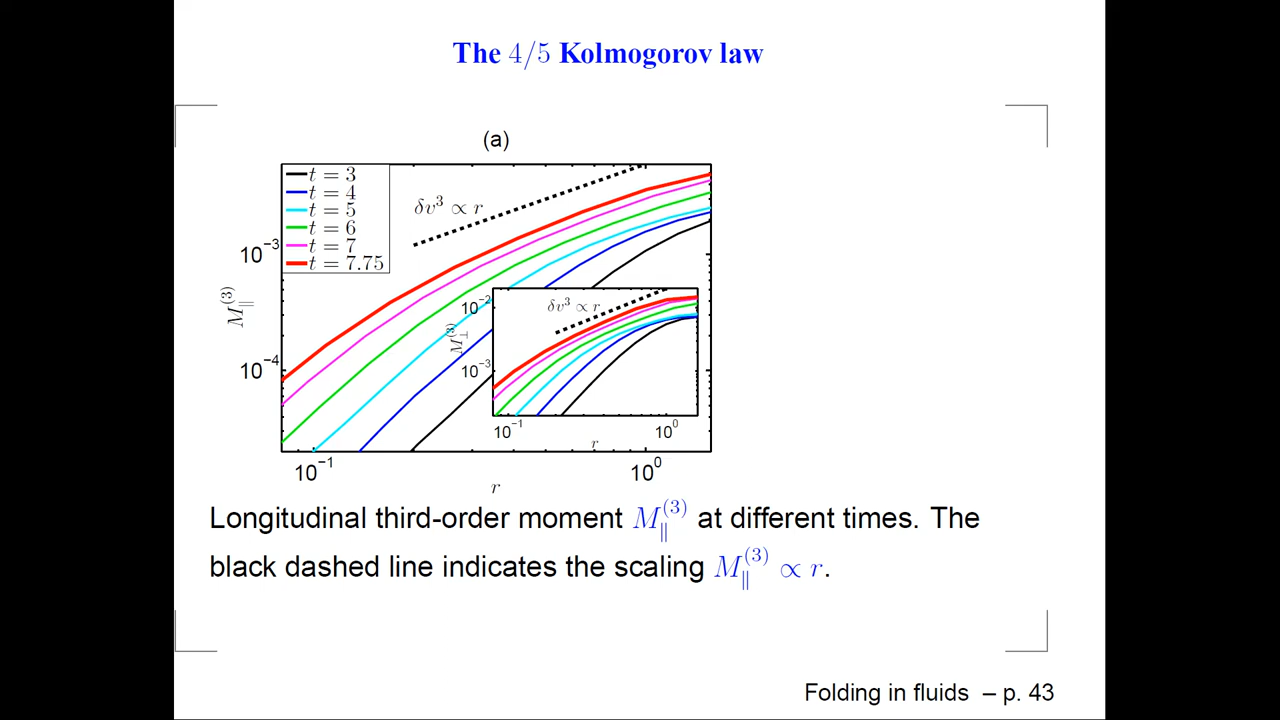 The 4/5 Kolmogorov law
(a)
t = 3
t = 4
t = 5
t = 6
t = 7
t = 7.75
δv³ ∝ r
10⁻³
10⁻⁴
M∥⁽³⁾
10⁻¹
10⁰
r
δv³ ∝ r
10⁻²
10⁻³
M⊥⁽³⁾
10⁻¹
10⁰
r
Longitudinal third-order moment M∥⁽³⁾ at different times. The
black dashed line indicates the scaling M∥⁽³⁾ ∝ r.
Folding in fluids – p. 43